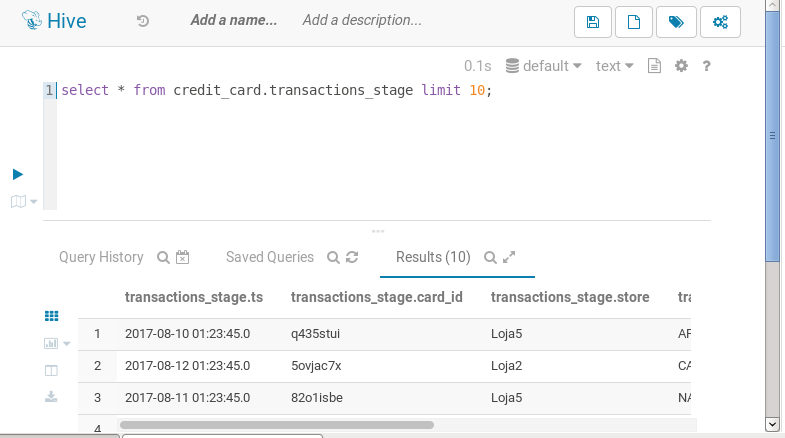 Hive Add a name... Add a description...
0.1s default text ?
1 select * from credit_card.transactions_stage limit 10;
Query History Saved Queries Results (10)
transactions_stage.ts transactions_stage.card_id transactions_stage.store tra
1 2017-08-10 01:23:45.0 q435stui Loja5
2 2017-08-12 01:23:45.0 5ovjac7x Loja2 CA
3 2017-08-11 01:23:45.0 82o1isbe Loja5 NA
4